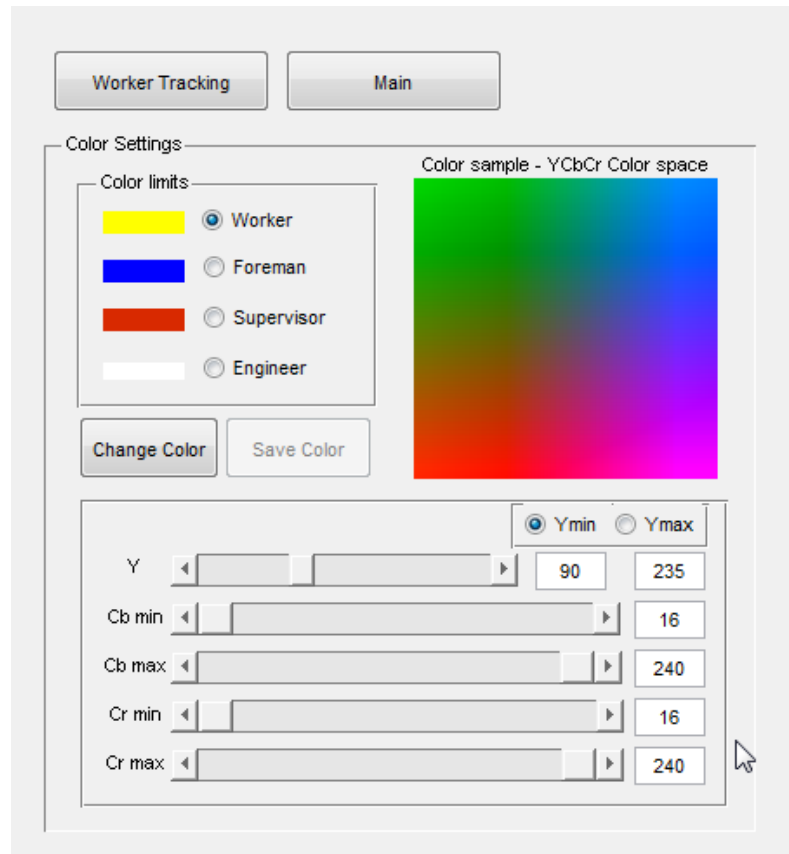 Worker Tracking
Main
Color Settings
Color limits
Color sample - YCbCr Color space
Worker
Foreman
Supervisor
Engineer
Change Color
Save Color
Ymin
Ymax
Y
90
235
Cb min
16
Cb max
240
Cr min
16
Cr max
240